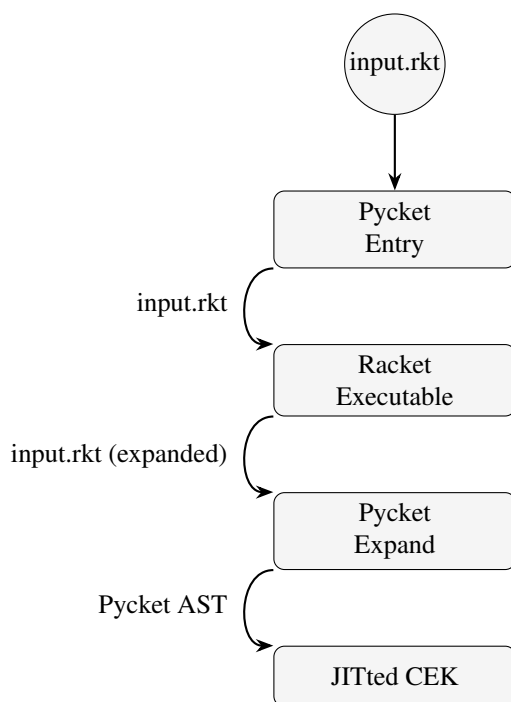 input.rkt
Pycket
Entry
input.rkt
Racket
Executable
input.rkt (expanded)
Pycket
Expand
Pycket AST
JITted CEK